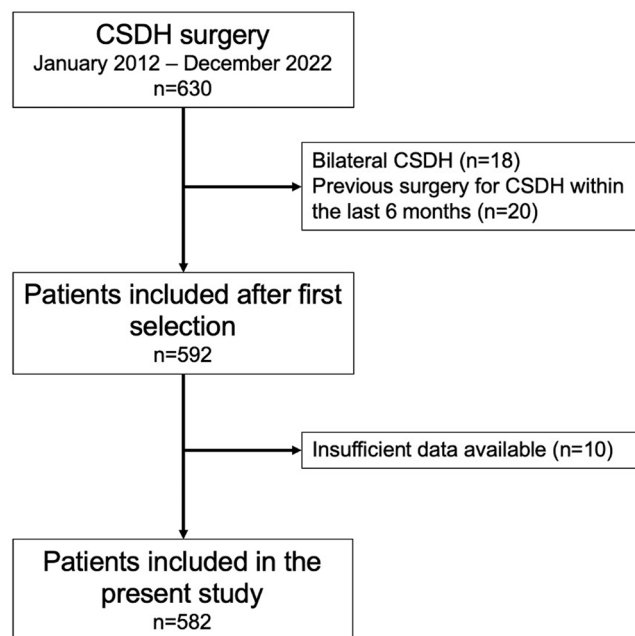 CSDH surgery
January 2012 – December 2022
n=630
Bilateral CSDH (n=18)
Previous surgery for CSDH within
the last 6 months (n=20)
Patients included after first
selection
n=592
Insufficient data available (n=10)
Patients included in the
present study
n=582